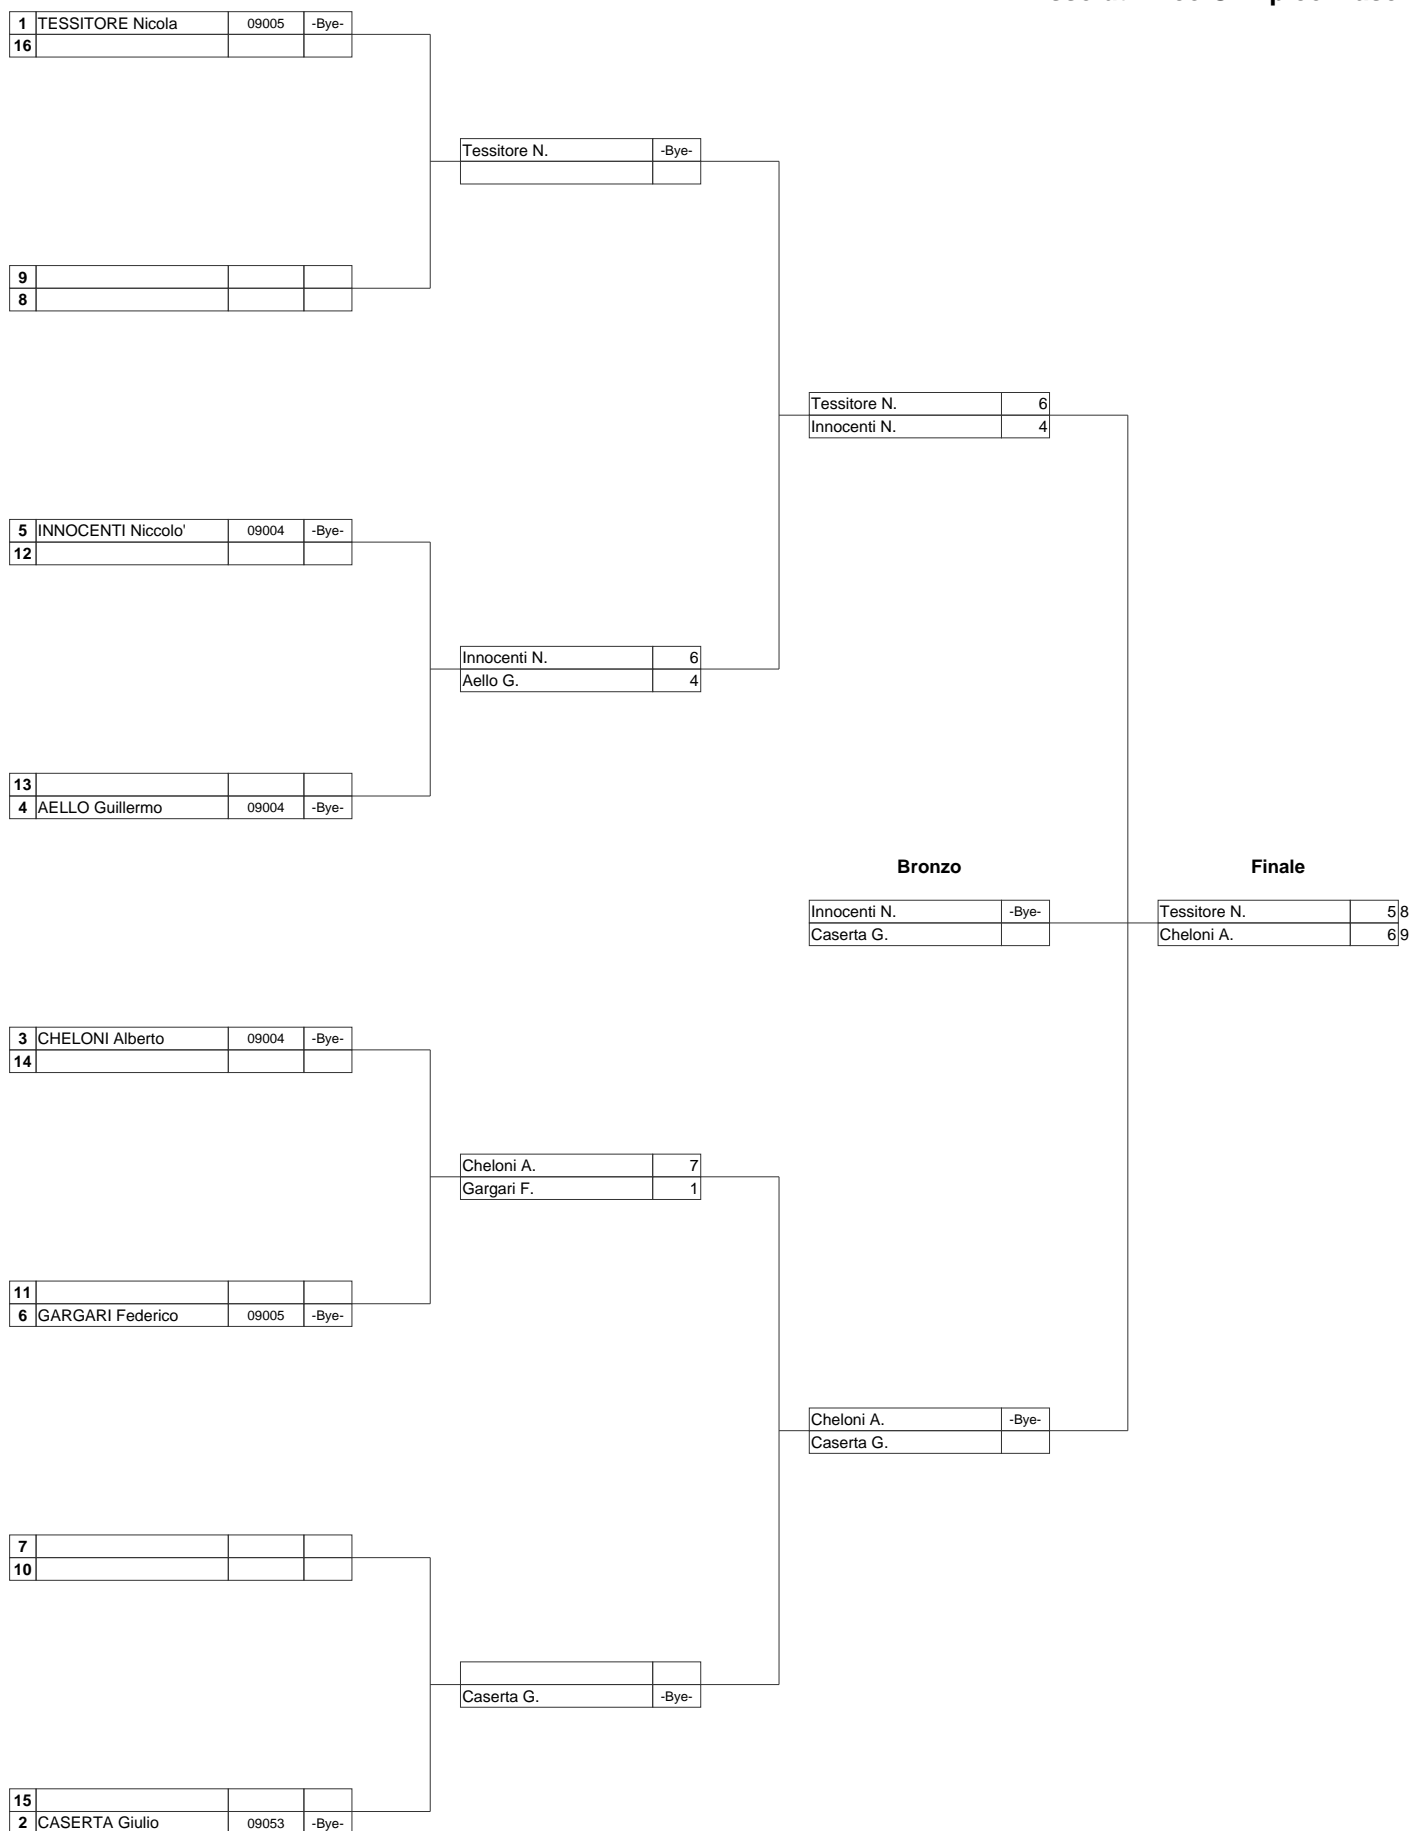 1 TESSITORE Nicola 09005 -Bye-
16
Tessitore N. -Bye-
9
8
Tessitore N. 6
Innocenti N. 4
5 INNOCENTI Niccolo' 09004 -Bye-
12
Innocenti N. 6
Aello G. 4
13
4 AELLO Guillermo 09004 -Bye-
Bronzo
Finale
Innocenti N. -Bye-
Caserta G.
Tessitore N. 5 8
Cheloni A. 6 9
3 CHELONI Alberto 09004 -Bye-
14
Cheloni A. 7
Gargari F. 1
11
6 GARGARI Federico 09005 -Bye-
Cheloni A. -Bye-
Caserta G.
7
10
Caserta G. -Bye-
15
2 CASERTA Giulio 09053 -Bye-